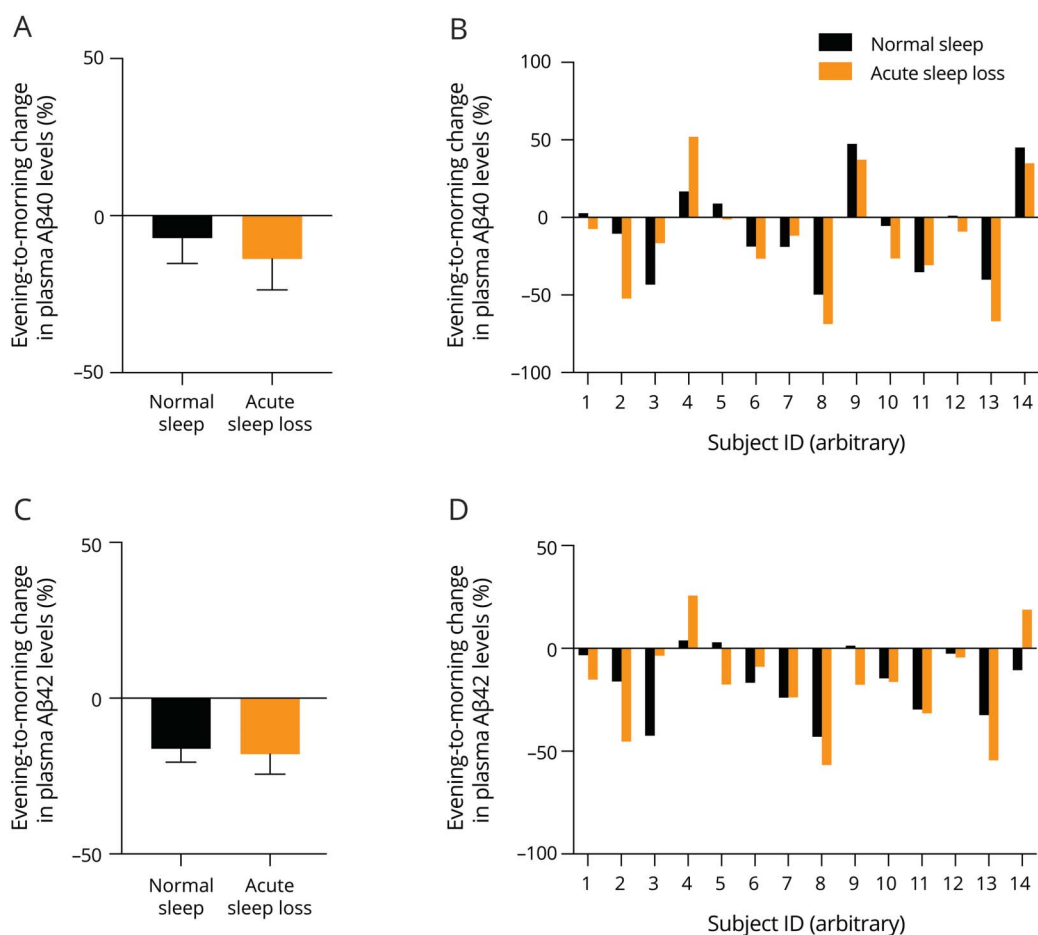 A
Evening-to-morning change
in plasma Aβ40 levels (%)
50
0
–50
Normal
sleep
Acute
sleep loss
B
Normal sleep
Acute sleep loss
Evening-to-morning change
in plasma Aβ40 levels (%)
100
50
0
–50
–100
1 2 3 4 5 6 7 8 9 10 11 12 13 14
Subject ID (arbitrary)
C
Evening-to-morning change
in plasma Aβ42 levels (%)
50
0
–50
Normal
sleep
Acute
sleep loss
D
Evening-to-morning change
in plasma Aβ42 levels (%)
50
0
–50
–100
1 2 3 4 5 6 7 8 9 10 11 12 13 14
Subject ID (arbitrary)